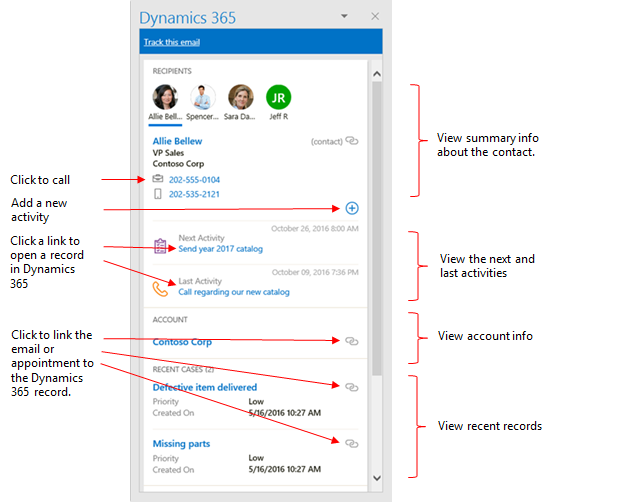 Dynamics 365
Track this email
RECIPIENTS
JR
Allie Bell... Spencer... Sara Da... Jeff R
Allie Bellew (contact)
VP Sales
Contoso Corp
202-555-0104
202-535-2121
October 26, 2016 8:00 AM
Next Activity
Send year 2017 catalog
October 09, 2016 7:36 PM
Last Activity
Call regarding our new catalog
ACCOUNT
Contoso Corp
RECENT CASES (2)
Defective item delivered
Priority Low
Created On 5/16/2016 10:27 AM
Missing parts
Priority Low
Created On 5/16/2016 10:27 AM
Click to call
Add a new
activity
Click a link to
open a record
in Dynamics
365
Click to link the
email or
appointment to
the Dynamics
365 record.
View summary info
about the contact.
View the next and
last activities
View account info
View recent records